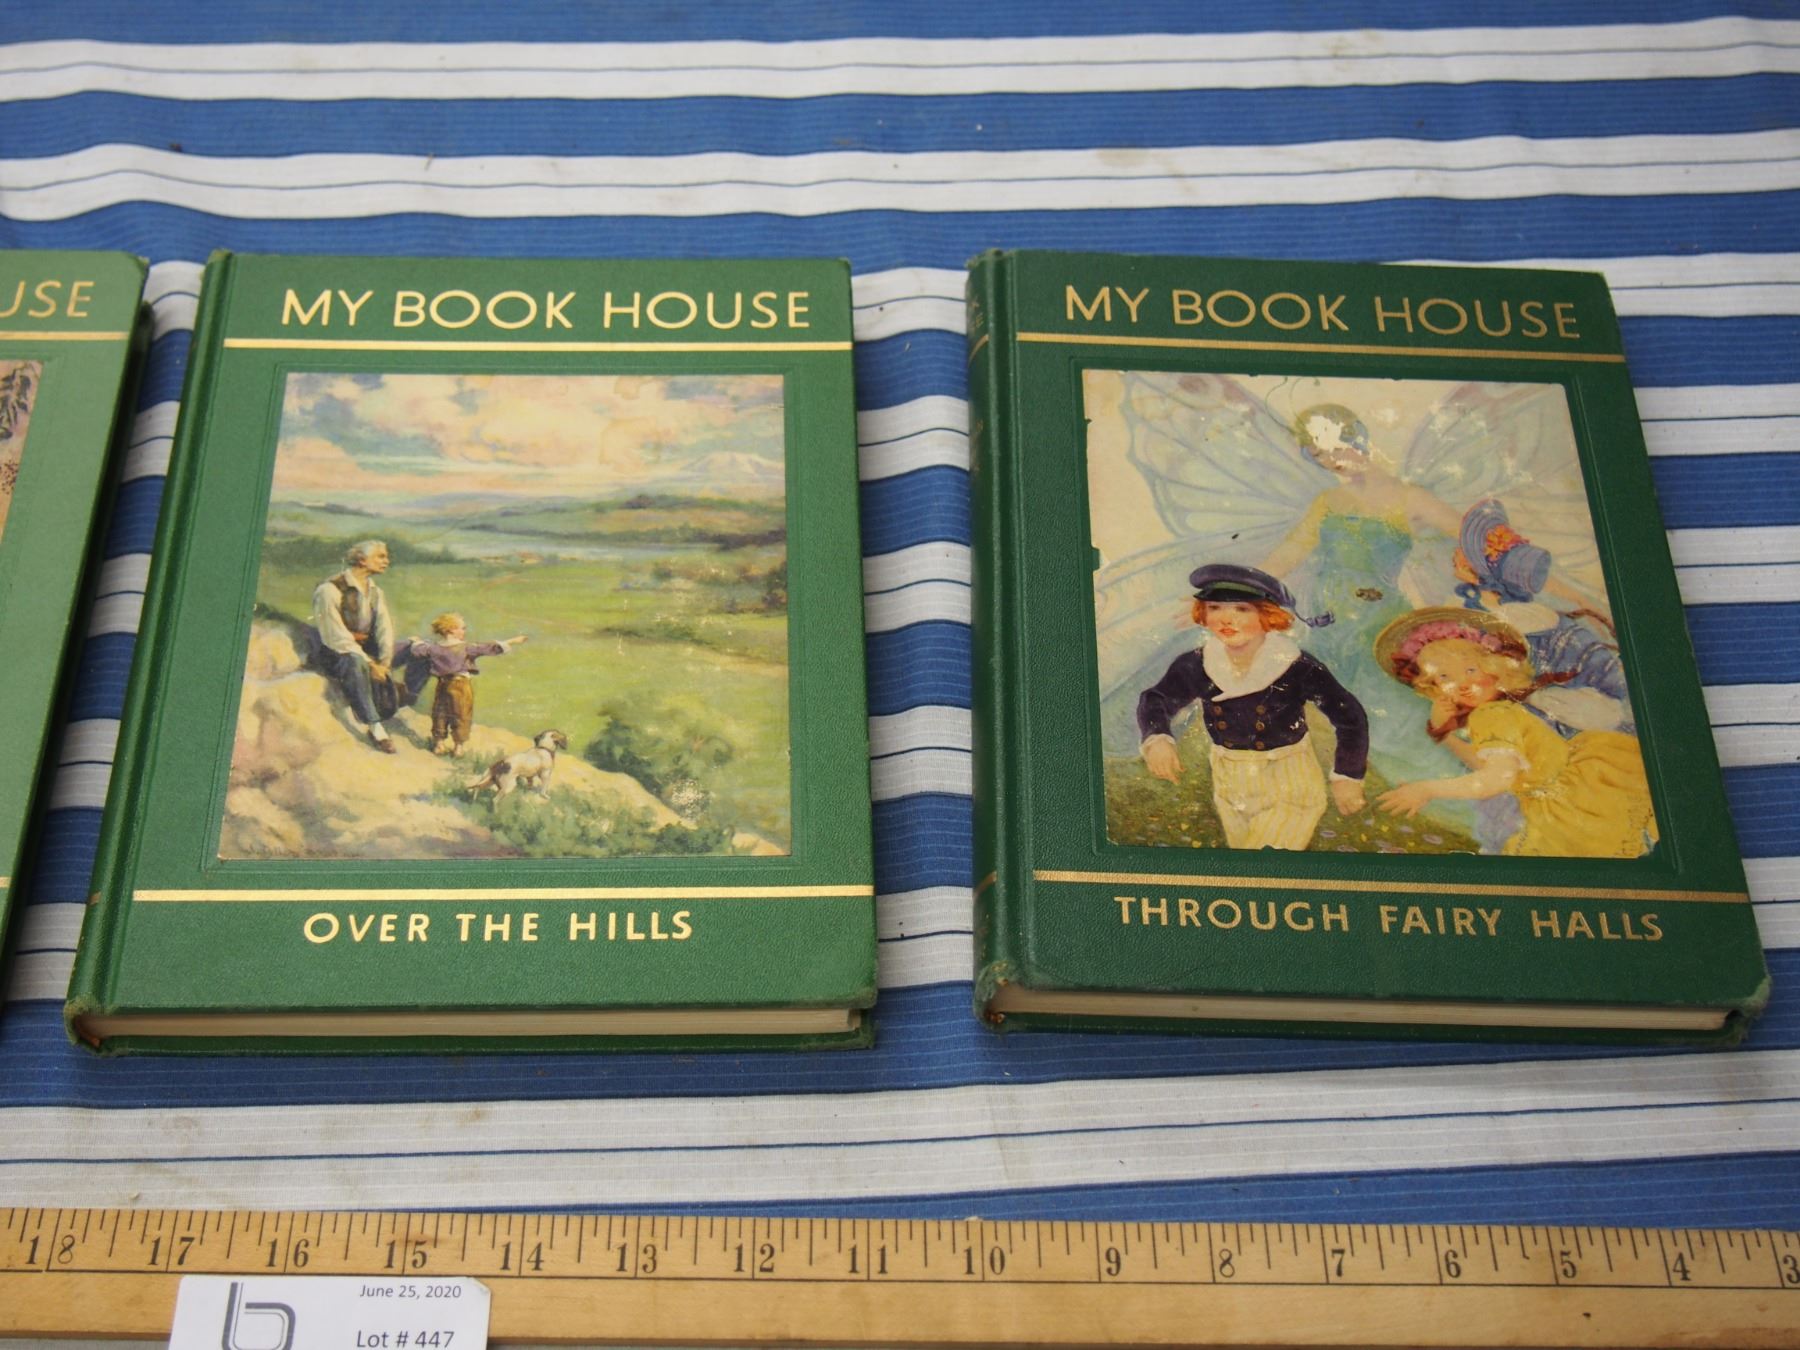 USE
MY BOOK HOUSE
OVER THE HILLS
MY BOOK HOUSE
THROUGH FAIRY HALLS
18 17 16 15 14 13 12 11 10 9 8 7 6 5 4 3
June 25, 2020
b
Lot # 447